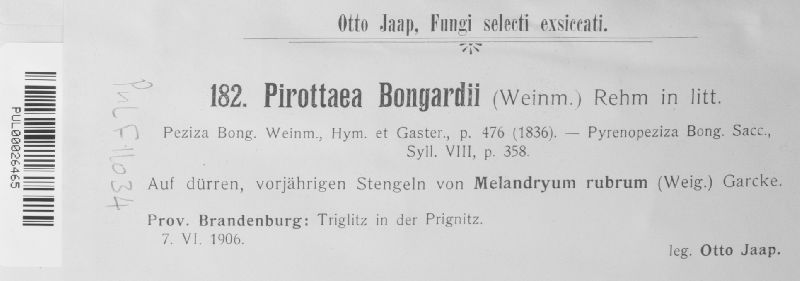 Otto Jaap, Fungi selecti exsiccati.
182. Pirottaea Bongardii (Weinm.) Rehm in litt.
Peziza Bong. Weinm., Hym. et Gaster., p. 476 (1836). — Pyrenopeziza Bong. Sacc.,
Syll. VIII, p. 358.
Auf dürren, vorjährigen Stengeln von Melandryum rubrum (Weig.) Garcke.
Prov. Brandenburg: Triglitz in der Prignitz.
7. VI. 1906.
leg. Otto Jaap.
PUL00026465
PUL F11034